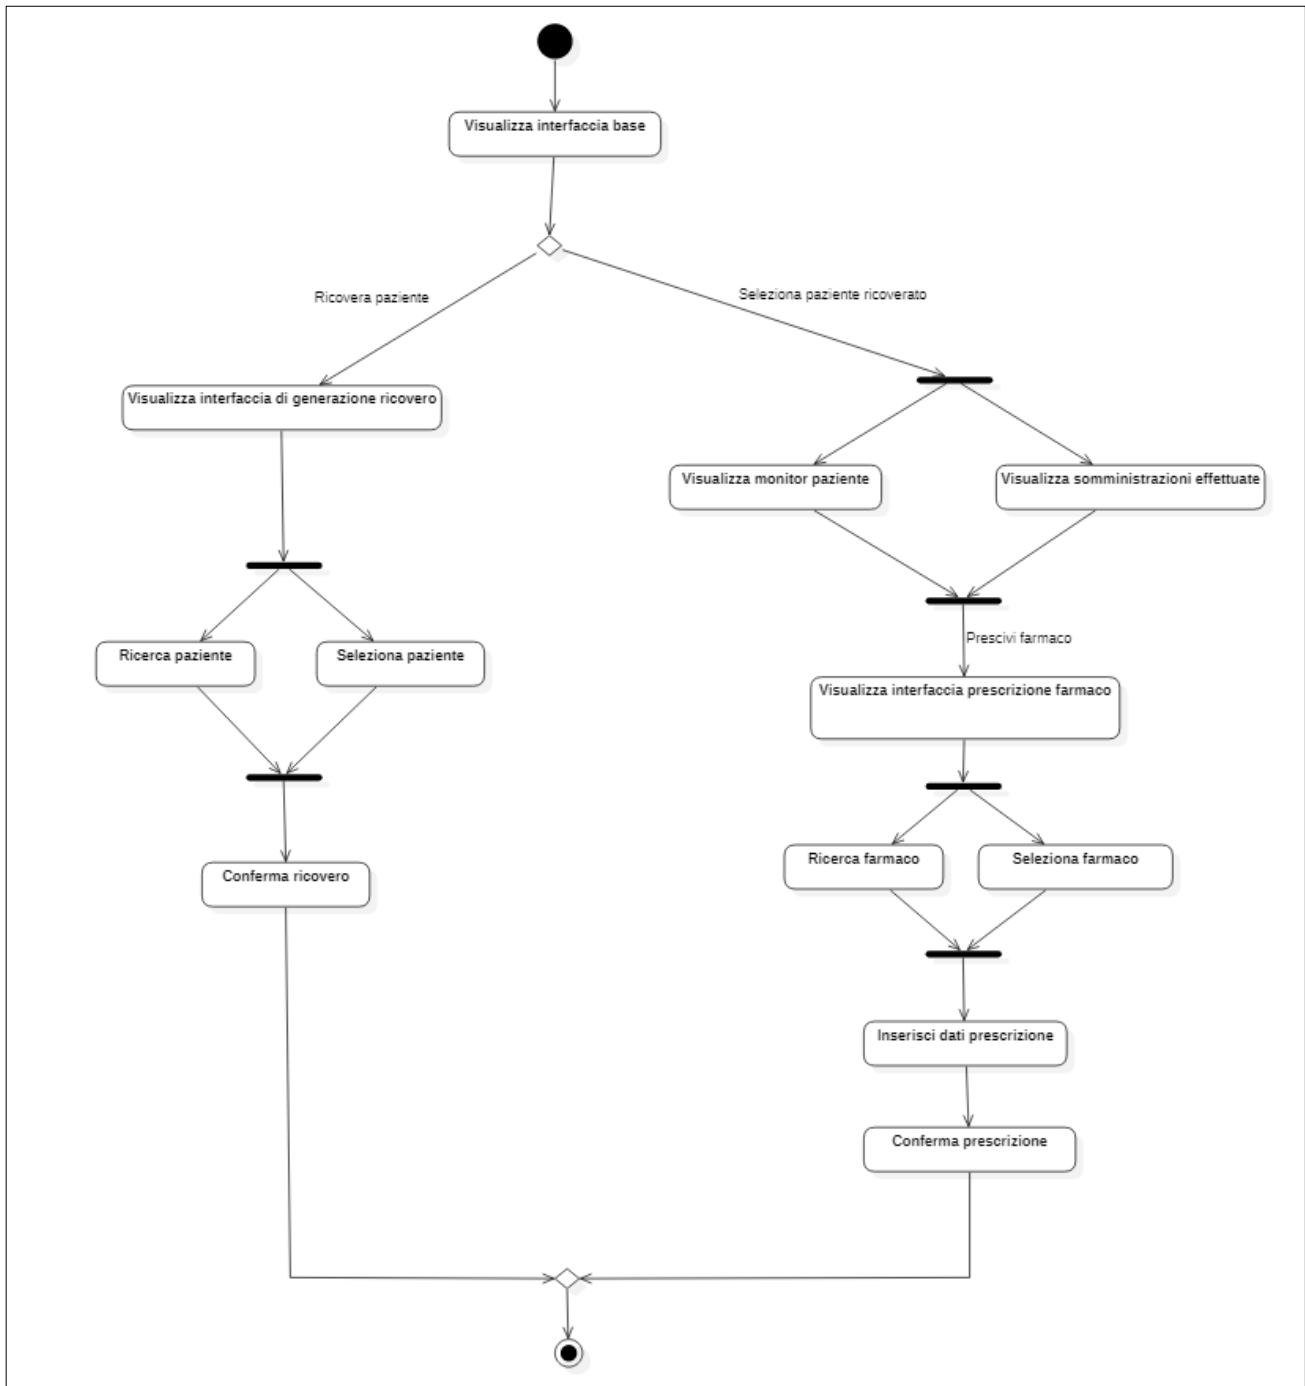 Visualizza interfaccia base
Ricovera paziente
Seleziona paziente ricoverato
Visualizza interfaccia di generazione ricovero
Visualizza monitor paziente
Visualizza somministrazioni effettuate
Prescivi farmaco
Ricerca paziente
Seleziona paziente
Visualizza interfaccia prescrizione farmaco
Ricerca farmaco
Seleziona farmaco
Conferma ricovero
Inserisci dati prescrizione
Conferma prescrizione